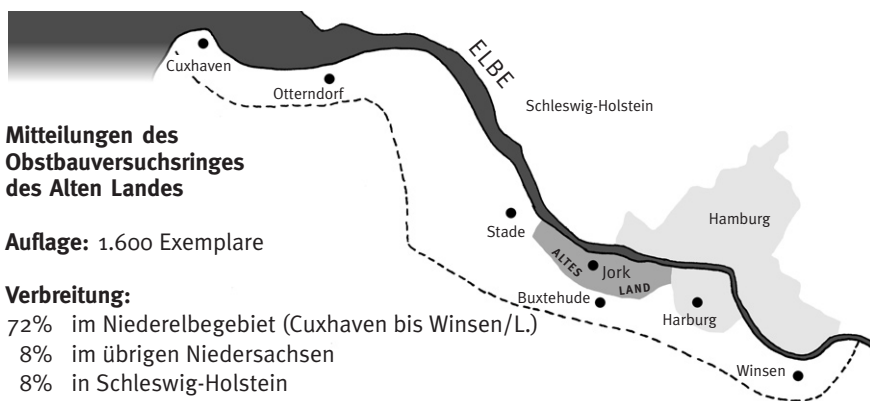 Cuxhaven
Otterndorf
ELBE
Schleswig-Holstein
Mitteilungen des
Obstbauversuchsringes
des Alten Landes
Hamburg
Stade
Auflage: 1.600 Exemplare
ALTES
Jork
LAND
Buxtehude
Harburg
Verbreitung:
72% im Niederelbegebiet (Cuxhaven bis Winsen/L.)
8% im übrigen Niedersachsen
8% in Schleswig-Holstein
Winsen